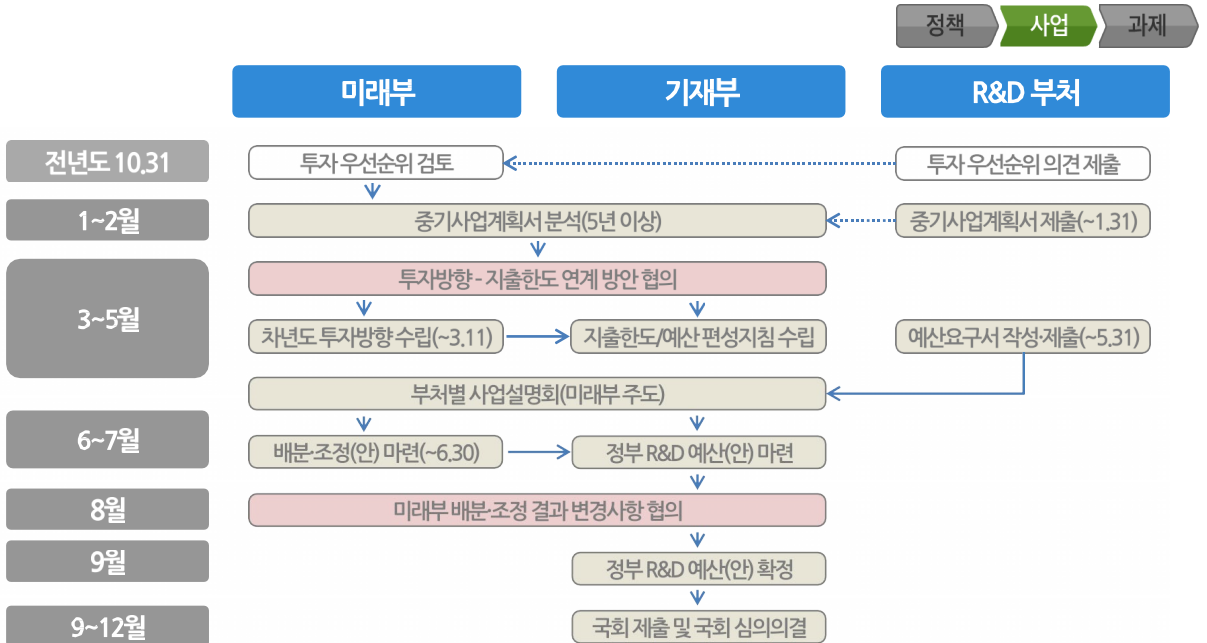 정책
사업
과제
미래부
기재부
R&D 부처
전년도 10.31
투자 우선순위 검토
투자 우선순위 의견 제출
1~2월
중기사업계획서 분석(5년 이상)
중기사업계획서 제출(~1.31)
3~5월
투자방향 - 지출한도 연계 방안 협의
차년도 투자방향 수립(~3.11)
지출한도/예산 편성지침 수립
예산요구서 작성·제출(~5.31)
부처별 사업설명회(미래부 주도)
6~7월
배분·조정(안) 마련(~6.30)
정부 R&D 예산(안) 마련
8월
미래부 배분·조정 결과 변경사항 협의
9월
정부 R&D 예산(안) 확정
9~12월
국회 제출 및 국회 심의의결